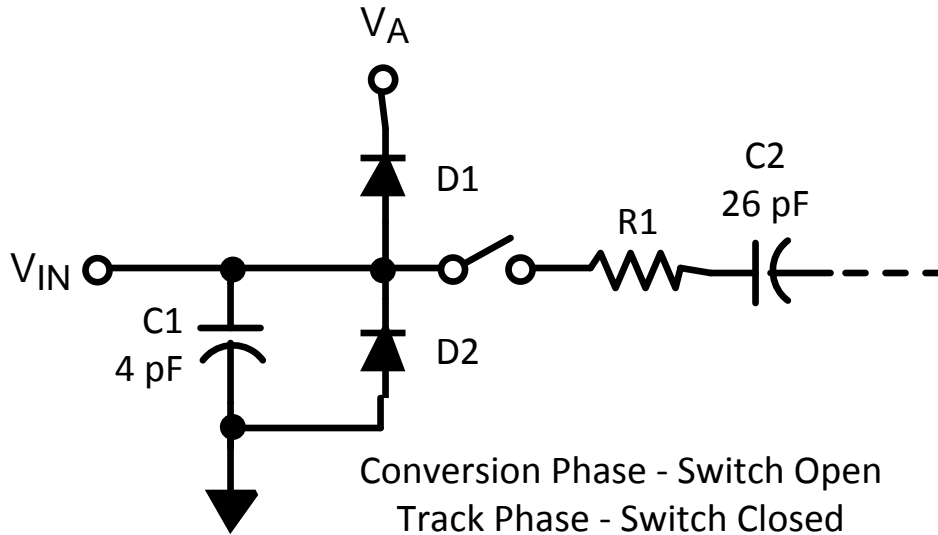 VA
D1
C2
26 pF
R1
VIN
C1
4 pF
D2
Conversion Phase - Switch Open
Track Phase - Switch Closed